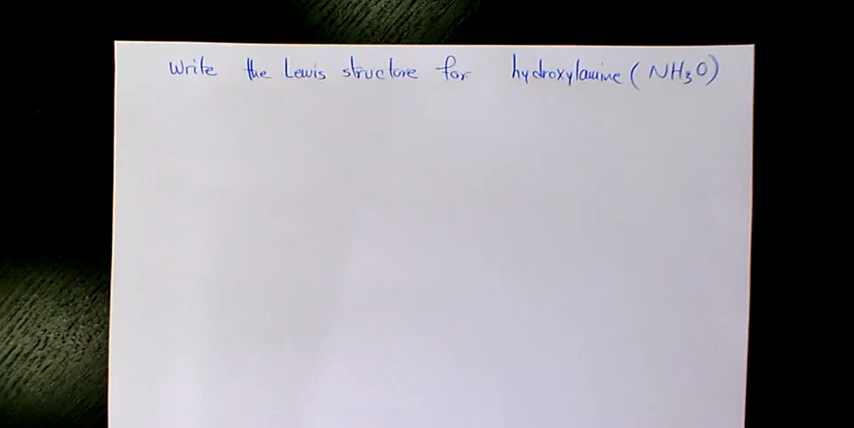 Write the Lewis structure for hydroxylamine (NH₃O)